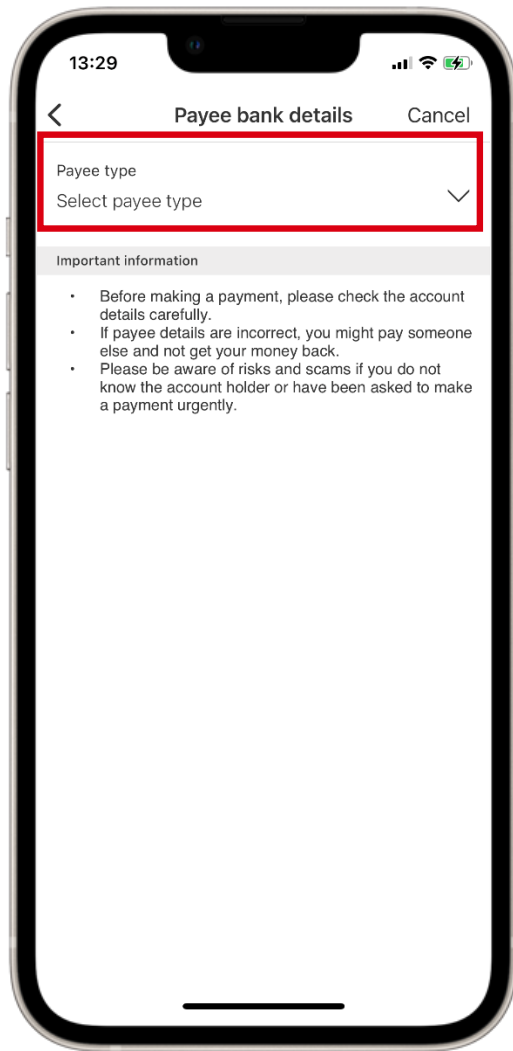 13:29
Payee bank details Cancel
Payee type
Select payee type
Important information
• Before making a payment, please check the account
details carefully.
• If payee details are incorrect, you might pay someone
else and not get your money back.
• Please be aware of risks and scams if you do not
know the account holder or have been asked to make
a payment urgently.